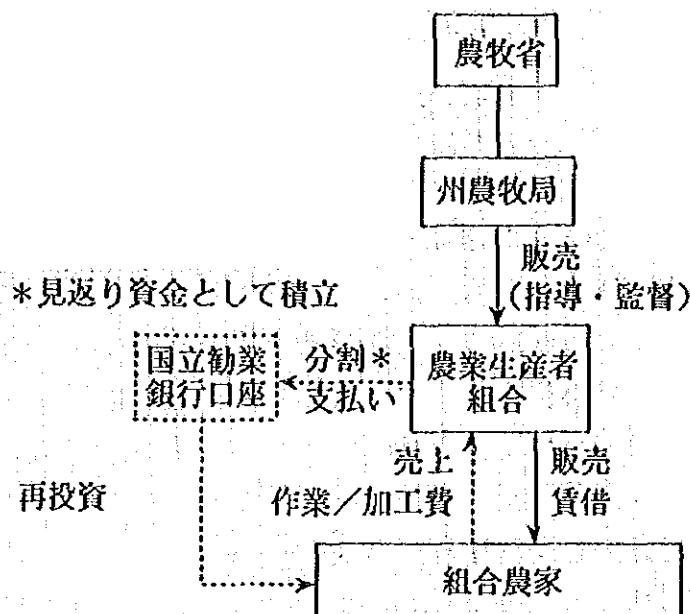 農牧省
州農牧局
販売
(指導・監督)
*見返り資金として積立
国立勧業
銀行口座
分割*
支払い
農業生産者
組合
売上
作業/加工費
販売
賃借
再投資
組合農家